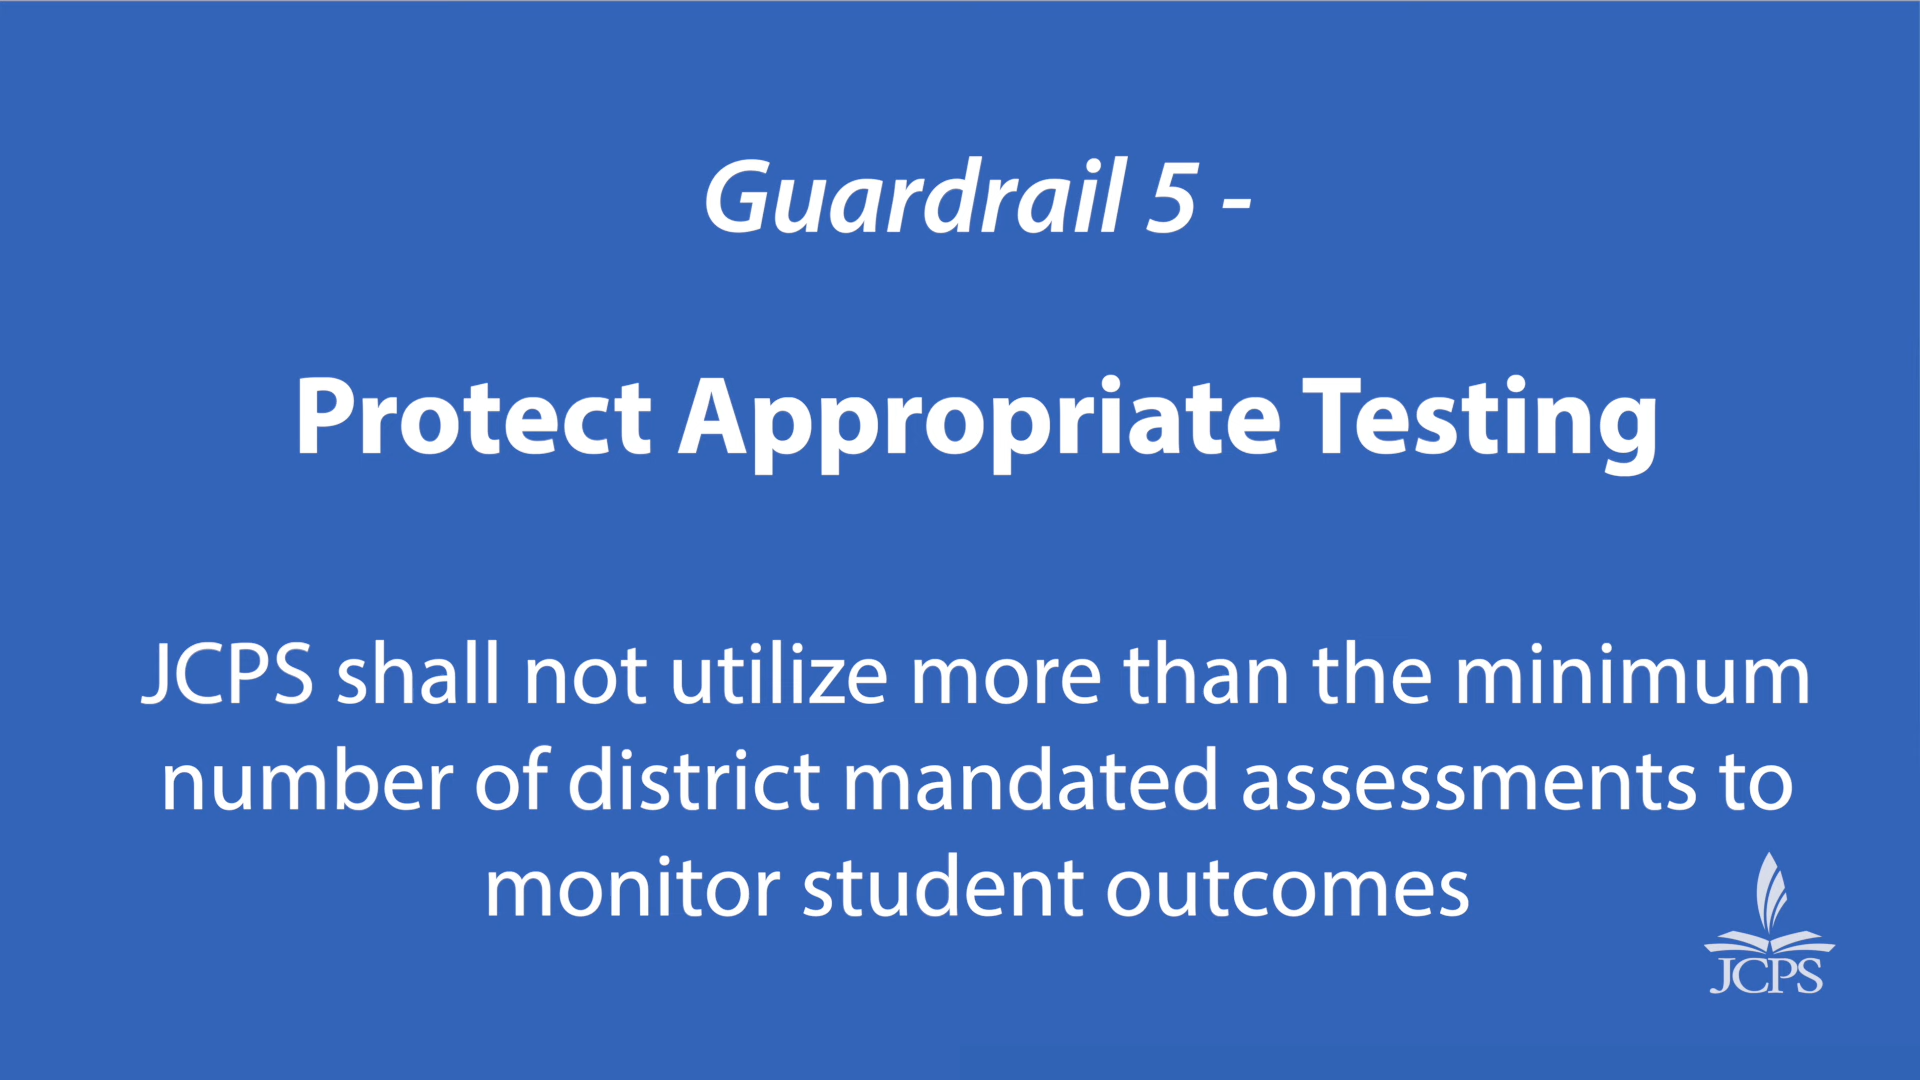 Guardrail 5 -
Protect Appropriate Testing
JCPS shall not utilize more than the minimum
number of district mandated assessments to
monitor student outcomes
JCPS